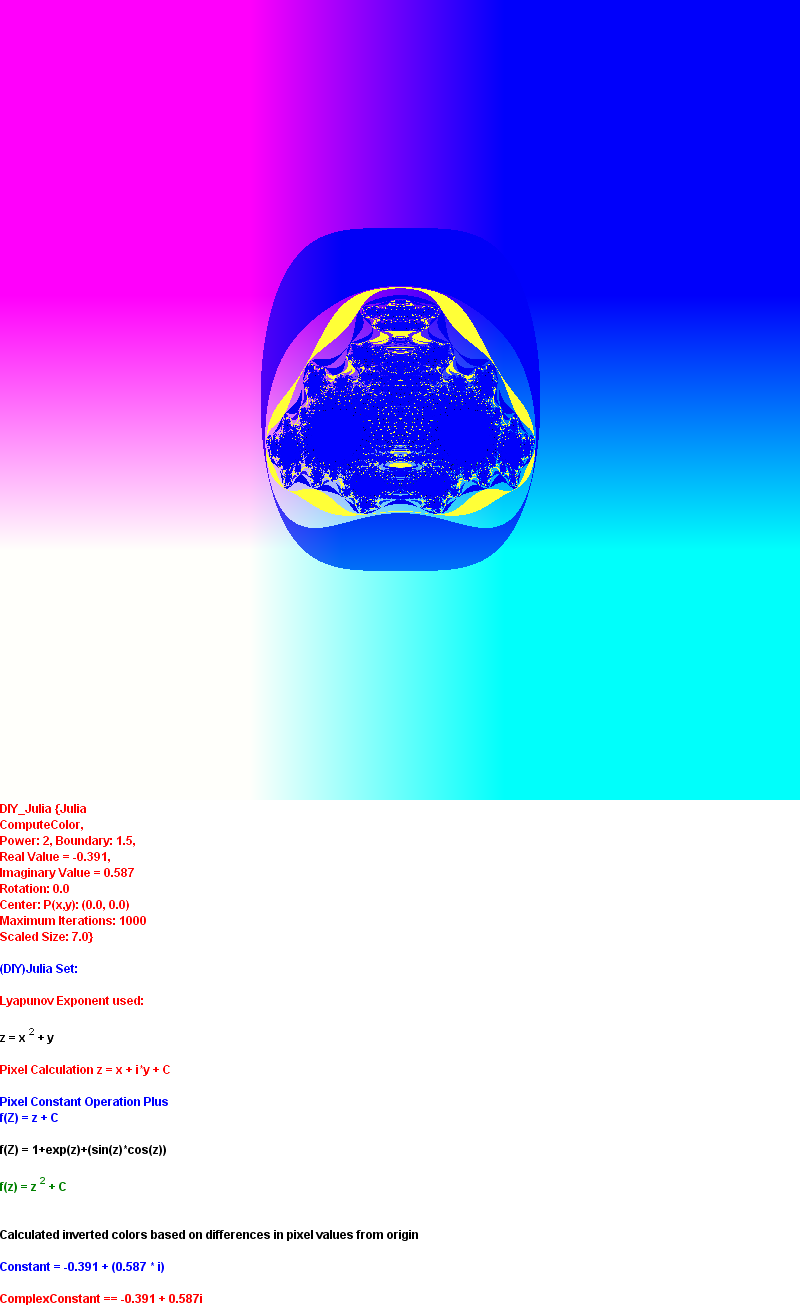 DIY_Julia {Julia
ComputeColor,
Power: 2, Boundary: 1.5,
Real Value = -0.391,
Imaginary Value = 0.587
Rotation: 0.0
Center: P(x,y): (0.0, 0.0)
Maximum Iterations: 1000
Scaled Size: 7.0}
(DIY)Julia Set:
Lyapunov Exponent used:
z = x 2 + y
Pixel Calculation z = x + i*y + C
Pixel Constant Operation Plus
f(Z) = z + C
f(Z) = 1+exp(z)+(sin(z)*cos(z))
f(z) = z 2 + C
Calculated inverted colors based on differences in pixel values from origin
Constant = -0.391 + (0.587 * i)
ComplexConstant == -0.391 + 0.587i